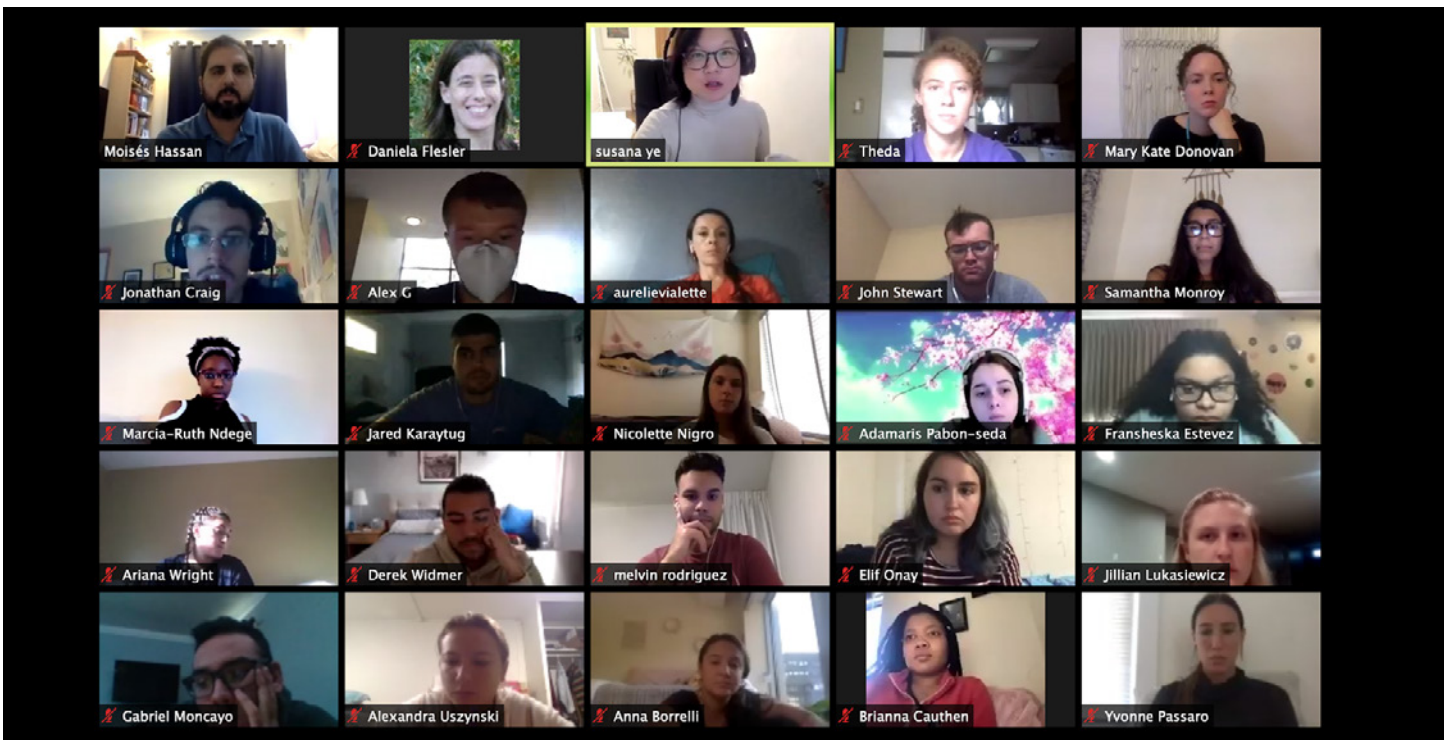 Moisés Hassan
Daniela Flesler
susana ye
Theda
Mary Kate Donovan
Jonathan Craig
Alex G
aurelievialette
John Stewart
Samantha Monroy
Marcia-Ruth Ndege
Jared Karaytug
Nicolette Nigro
Adamaris Pabon-seda
Fransheska Estevez
Ariana Wright
Derek Widmer
melvin rodriguez
Elif Onay
Jillian Lukasiewicz
Gabriel Moncayo
Alexandra Uszynski
Anna Borrelli
Brianna Cauthen
Yvonne Passaro